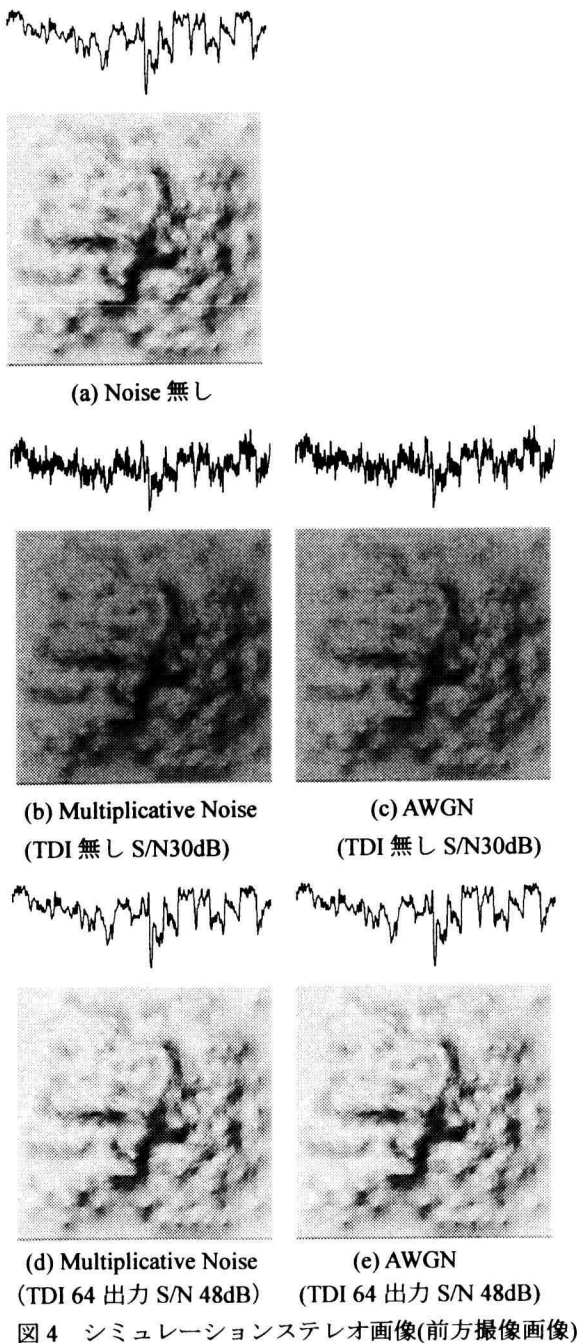 (a) Noise 無し
(b) Multiplicative Noise
(TDI 無し S/N30dB)
(c) AWGN
(TDI 無し S/N30dB)
(d) Multiplicative Noise
(TDI 64 出力 S/N 48dB)
(e) AWGN
(TDI 64 出力 S/N 48dB)
図 4 シミュレーションステレオ画像(前方撮像画像)